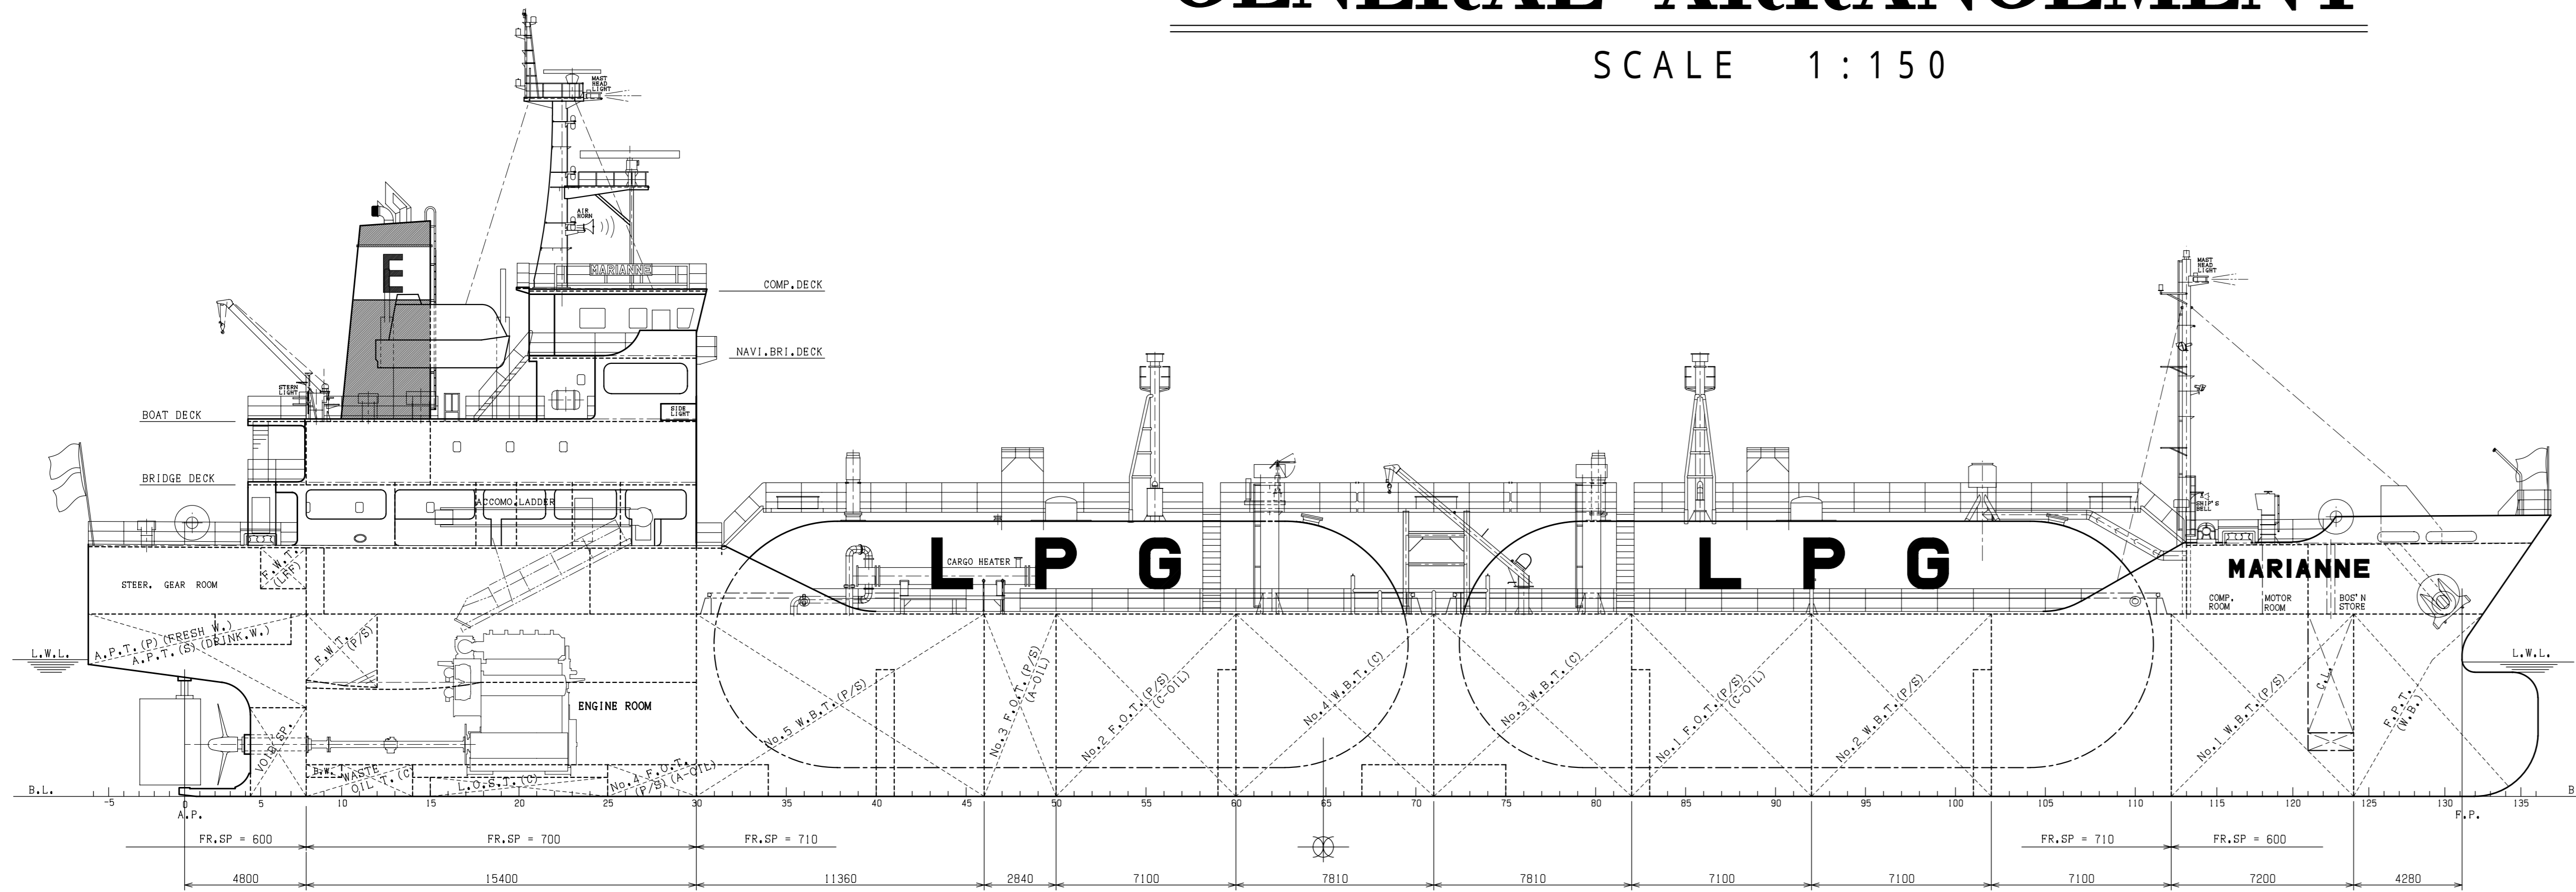 GENERAL ARRANGEMENT
SCALE 1:150
MAST
HEAD
LIGHT
AIR
HORN
MARIANNE
COMP.DECK
NAVI.BRI.DECK
E
STERN
LIGHT
SIDE
LIGHT
BOAT DECK
BRIDGE DECK
ACCOMO.LADDER
MAST
HEAD
LIGHT
SHIP'S
BELL
CARGO HEATER
L P G
L P G
MARIANNE
STEER. GEAR ROOM
F.W.T.
(LRF)
COMP.
ROOM
MOTOR
ROOM
BOS'N
STORE
L.W.L.
A.P.T.(P)(FRESH W.)
A.P.T.(S)(DRINK.W.)
F.W.T.
(P/S)
ENGINE ROOM
VOID SP.
B.W.
WASTE
OIL T.(C)
L.O.S.T.(C)
No.4 F.O.T.
(P/S)(A-OIL)
No.5 W.B.T.(P/S)
No.3 F.O.T.(P/S)
(A-OIL)
No.2 F.O.T.(P/S)
(C-OIL)
No.4 W.B.T.(C)
No.3 W.B.T.(C)
No.1 F.O.T.(P/S)
(C-OIL)
No.2 W.B.T.(P/S)
No.1 W.B.T.(P/S)
C.L.
F.P.T.
(W.B.)
L.W.L.
B.L.
B
-5 0 5 10 15 20 25 30 35 40 45 50 55 60 65 70 75 80 85 90 95 100 105 110 115 120 125 130 135
A.P.
F.P.
FR.SP = 600
FR.SP = 700
FR.SP = 710
FR.SP = 710
FR.SP = 600
4800 15400 11360 2840 7100 7810 7810 7100 7100 7100 7200 4280